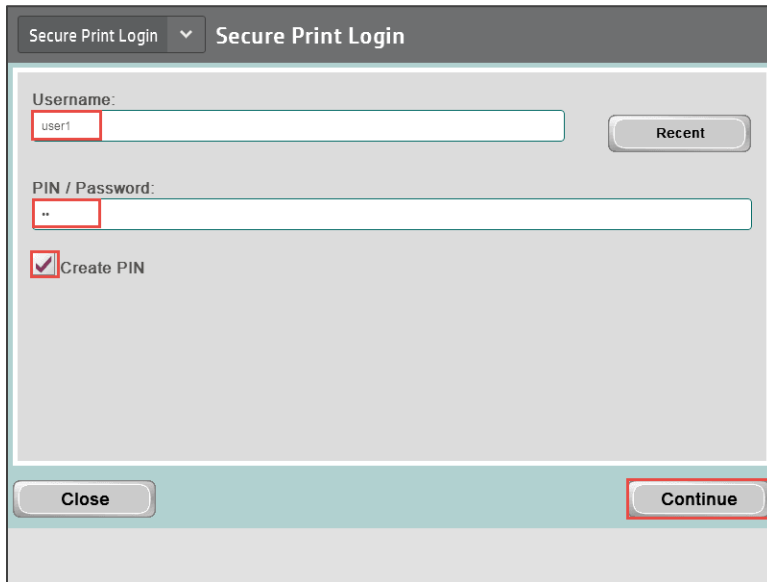 Secure Print Login Secure Print Login
Username:
user1
Recent
PIN / Password:
••
Create PIN
Close Continue